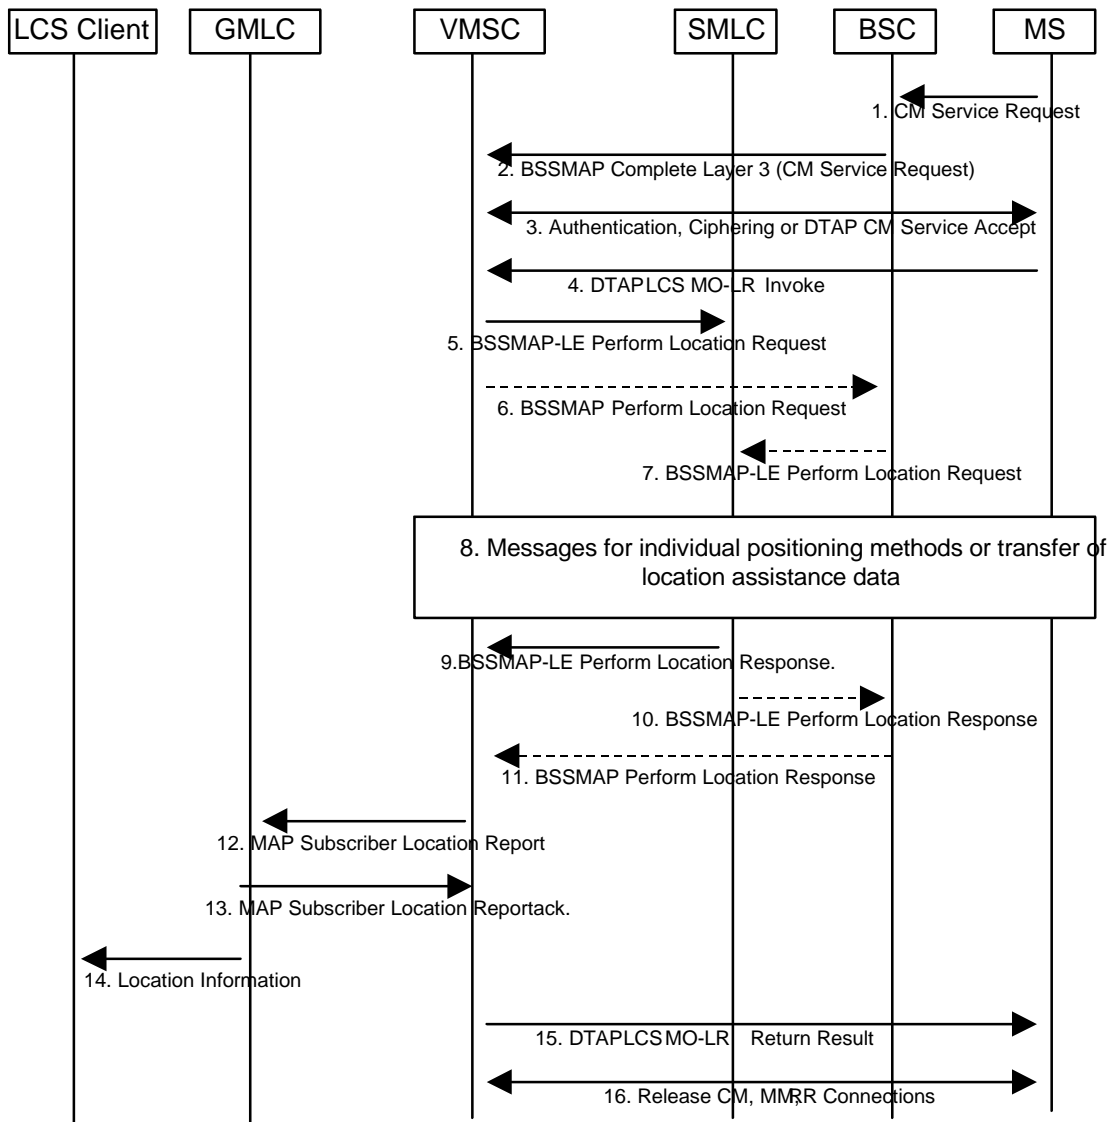 LCS Client GMLC VMSC SMLC BSC MS
1. CM Service Request
2. BSSMAP Complete Layer 3 (CM Service Request)
3. Authentication, Ciphering or DTAP CM Service Accept
4. DTAPLCS MO-LR Invoke
5. BSSMAP-LE Perform Location Request
6. BSSMAP Perform Location Request
7. BSSMAP-LE Perform Location Request
8. Messages for individual positioning methods or transfer of
location assistance data
9.BSSMAP-LE Perform Location Response.
10. BSSMAP-LE Perform Location Response
11. BSSMAP Perform Location Response
12. MAP Subscriber Location Report
13. MAP Subscriber Location Reportack.
14. Location Information
15. DTAPLCS MO-LR Return Result
16. Release CM, MM,RR Connections